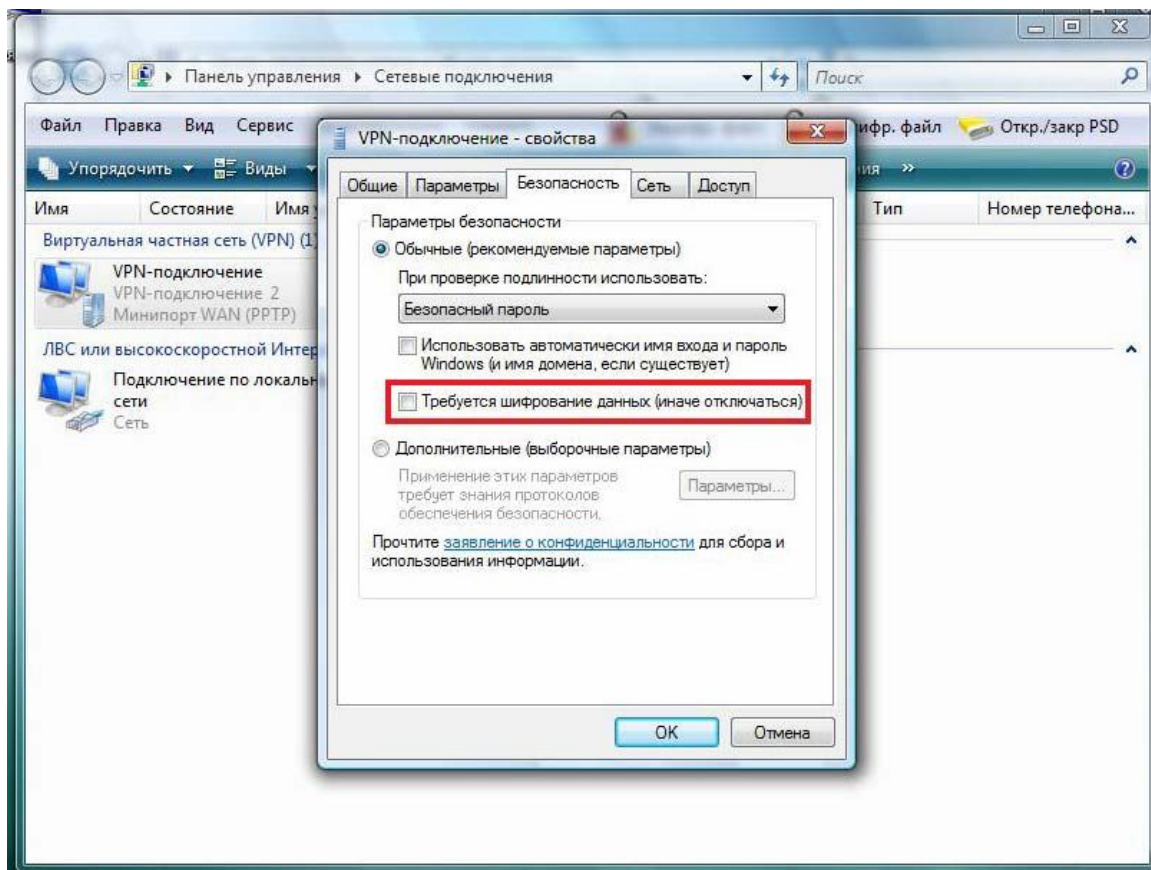 Панель управления ▸ Сетевые подключения
Поиск
Файл Правка Вид Сервис
ифр. файл Откр./закр PSD
VPN-подключение - свойства
Упорядочить Виды
ия »
Общие Параметры Безопасность Сеть Доступ
Имя Состояние Имя
Тип Номер телефона...
Виртуальная частная сеть (VPN) (1
VPN-подключение
VPN-подключение 2
Минипорт WAN (PPTP)
ЛВС или высокоскоростной Интер
Подключение по локальн
сети
Сеть
Параметры безопасности
Обычные (рекомендуемые параметры)
При проверке подлинности использовать:
Безопасный пароль
Использовать автоматически имя входа и пароль
Windows (и имя домена, если существует)
Требуется шифрование данных (иначе отключаться)
Дополнительные (выборочные параметры)
Применение этих параметров
требует знания протоколов
обеспечения безопасности.
Параметры...
Прочтите заявление о конфиденциальности для сбора и
использования информации.
OK Отмена